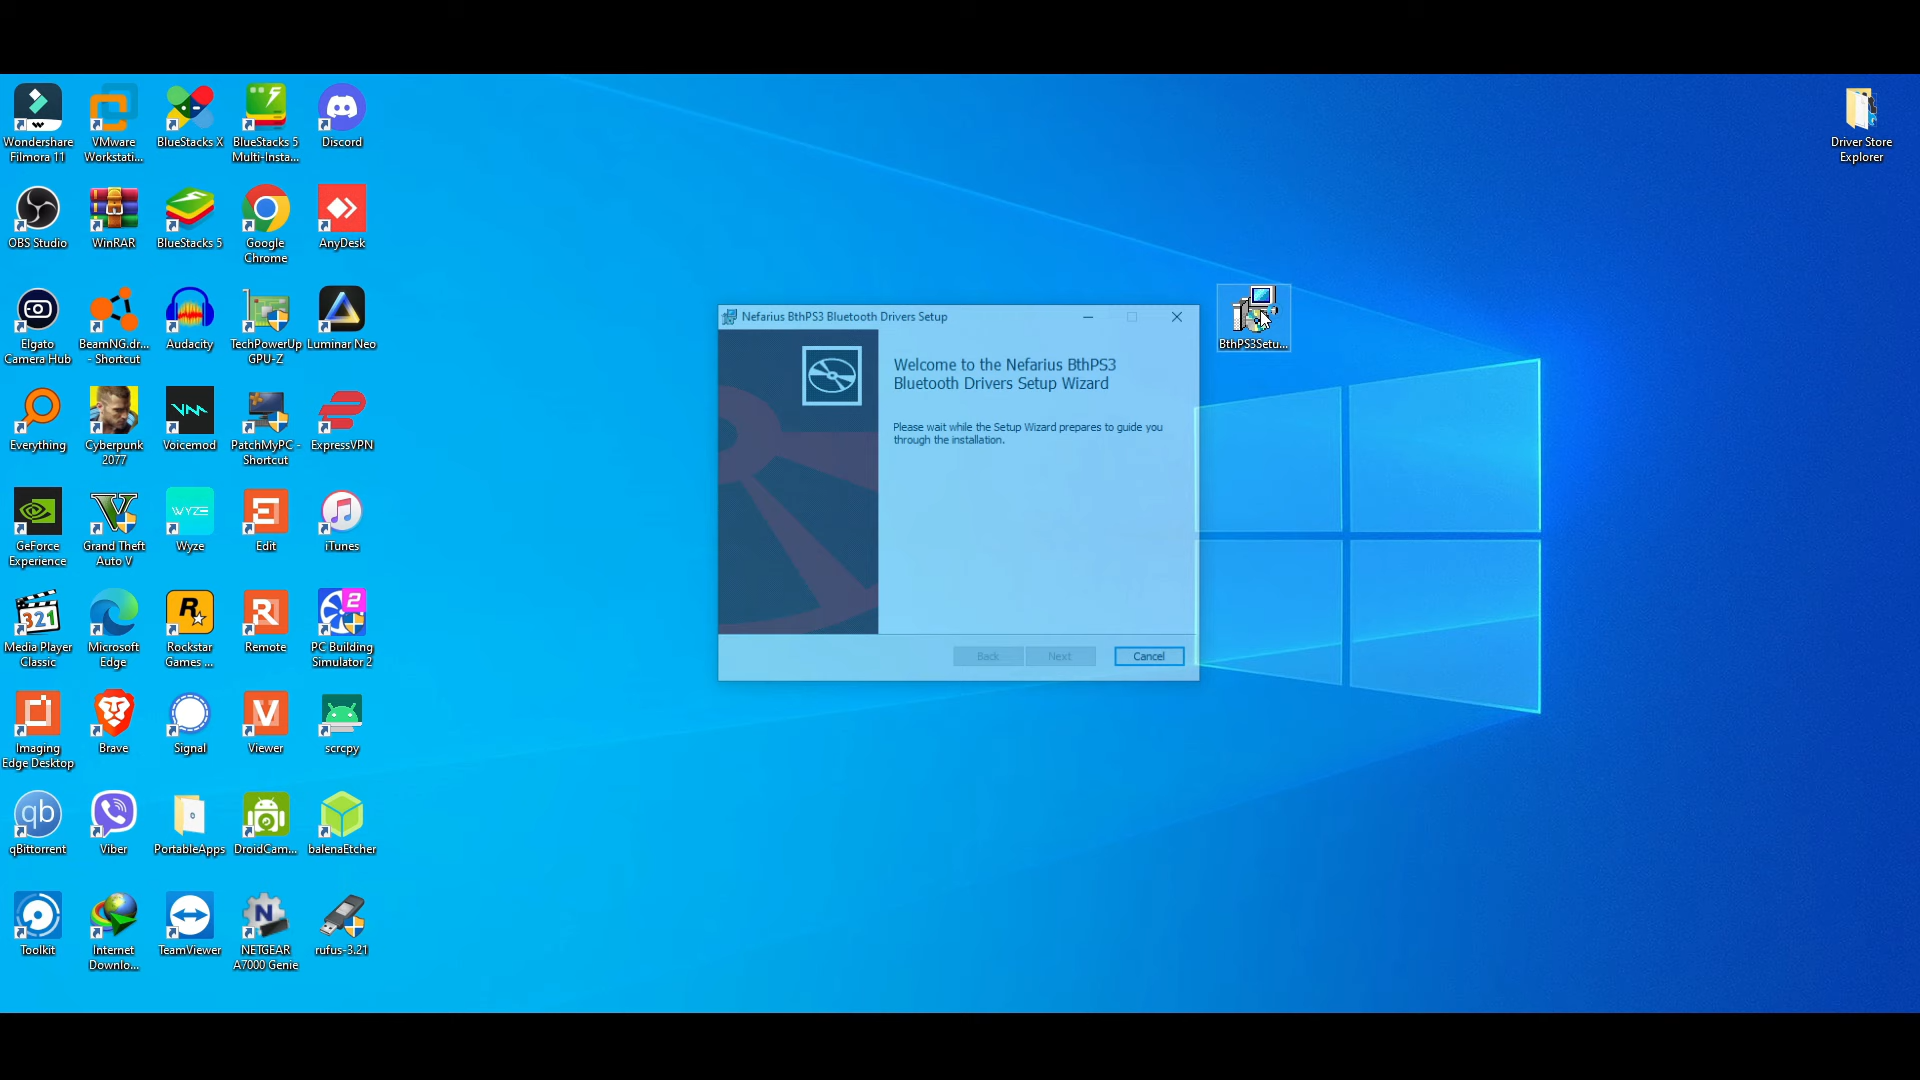 Wondershare
Filmora 11
VMware
Workstati...
BlueStacks X
BlueStacks 5
Multi-Insta...
Discord
Driver Store
Explorer
OBS Studio
WinRAR
BlueStacks 5
Google
Chrome
AnyDesk
Elgato
Camera Hub
BeamNG.dr...
- Shortcut
Audacity
TechPowerUp
GPU-Z
Luminar Neo
BthPS3Setu...
Nefarius BthPS3 Bluetooth Drivers Setup
Welcome to the Nefarius BthPS3
Bluetooth Drivers Setup Wizard
Please wait while the Setup Wizard prepares to guide you
through the installation.
Back
Next
Cancel
Everything
Cyberpunk
2077
Voicemod
PatchMyPC -
Shortcut
ExpressVPN
GeForce
Experience
Grand Theft
Auto V
WYZE
Wyze
Edit
iTunes
321
Media Player
Classic
Microsoft
Edge
Rockstar
Games ...
Remote
2
PC Building
Simulator 2
Imaging
Edge Desktop
Brave
Signal
Viewer
scrcpy
qb
qBittorrent
Viber
PortableApps
DroidCam...
balenaEtcher
Toolkit
Internet
Downlo...
TeamViewer
NETGEAR
A7000 Genie
rufus-3.21